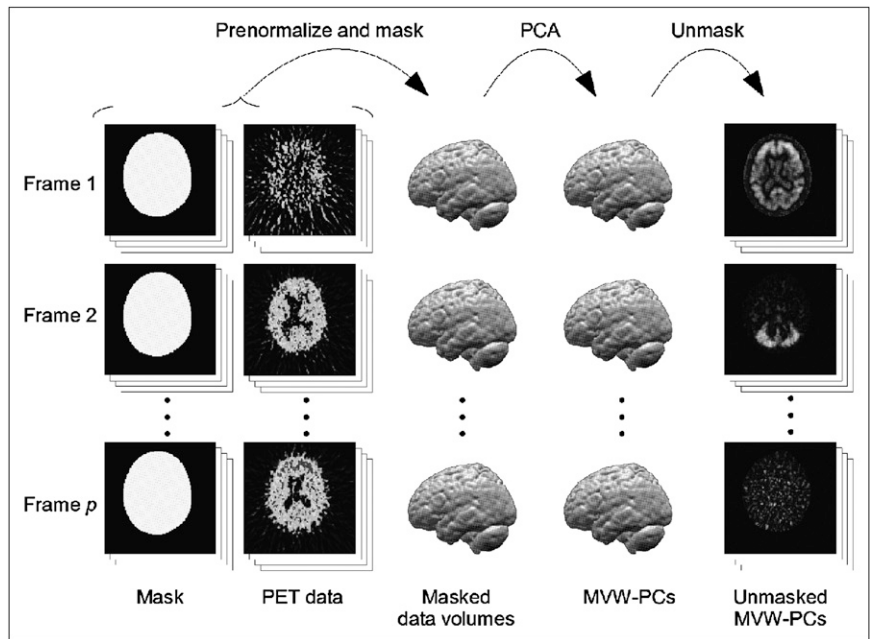 Prenormalize and mask PCA Unmask
Frame 1
Frame 2
Frame p
Mask PET data Masked data volumes MVW-PCs Unmasked MVW-PCs